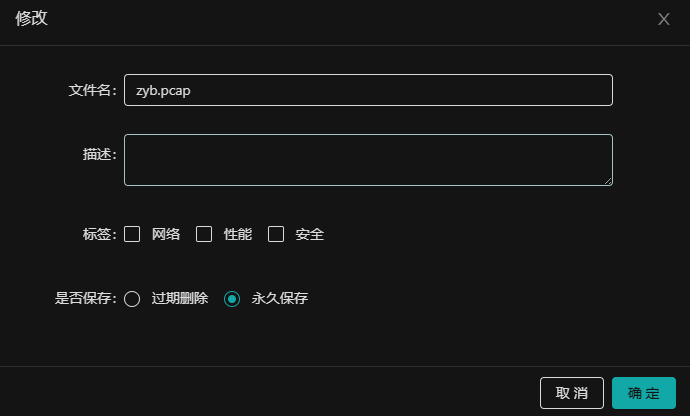 修改
文件名: zyb.pcap
描述:
标签: 网络 性能 安全
是否保存: 过期删除 永久保存
取消 确定